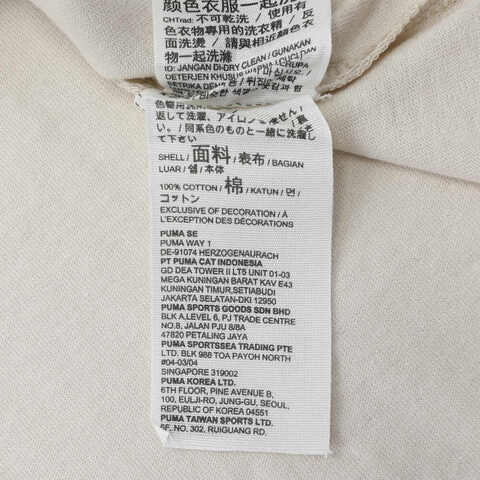 颜色衣服一起洗
CHTrad: 不可乾洗 / 使用有
色衣物專用的洗衣精 / 反
面洗燙 / 請與相近顏色衣
物一起洗滌
ID: JANGAN DI-DRY CLEAN / GUNAKAN
DETERJEN KHUSUS
SETRIKA
返して洗濯、アイロン
い / 同系色のものと一緒に洗濯し
て下さい
SHELL / 面料 / 表布 / BAGIAN
LUAR / 쉘 / 本体
100% COTTON / 棉 / KATUN / 면 /
コットン
EXCLUSIVE OF DECORATION / À
L'EXCEPTION DES DÉCORATIONS
PUMA SE
PUMA WAY 1
DE-91074 HERZOGENAURACH
PT PUMA CAT INDONESIA
GD DEA TOWER II LT5 UNIT 01-03
MEGA KUNINGAN BARAT KAV E43
KUNINGAN TIMUR, SETIABUDI
JAKARTA SELATAN-DKI 12950
PUMA SPORTS GOODS SDN BHD
BLK A,LEVEL 6, PJ TRADE CENTRE
NO.8, JALAN PJU 8/8A
47820 PETALING JAYA
PUMA SPORTSSEA TRADING PTE
LTD. BLK 988 TOA PAYOH NORTH
#04-03/04
SINGAPORE 319002
PUMA KOREA LTD.
6TH FLOOR, PINE AVENUE B,
100, EULJI-RO, JUNG-GU, SEOUL,
REPUBLIC OF KOREA 04551
PUMA TAIWAN SPORTS LTD.
5F, NO. 302, RUIGUANG RD,